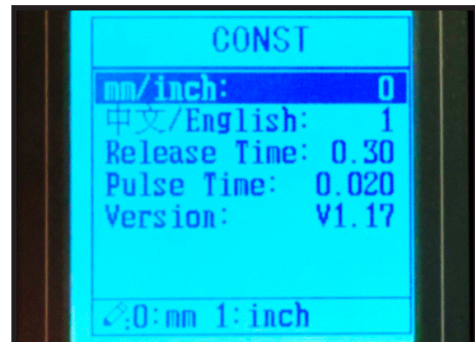 CONST
mm/inch: 0
中文/English: 1
Release Time: 0.30
Pulse Time: 0.020
Version: V1.17
0:mm 1:inch